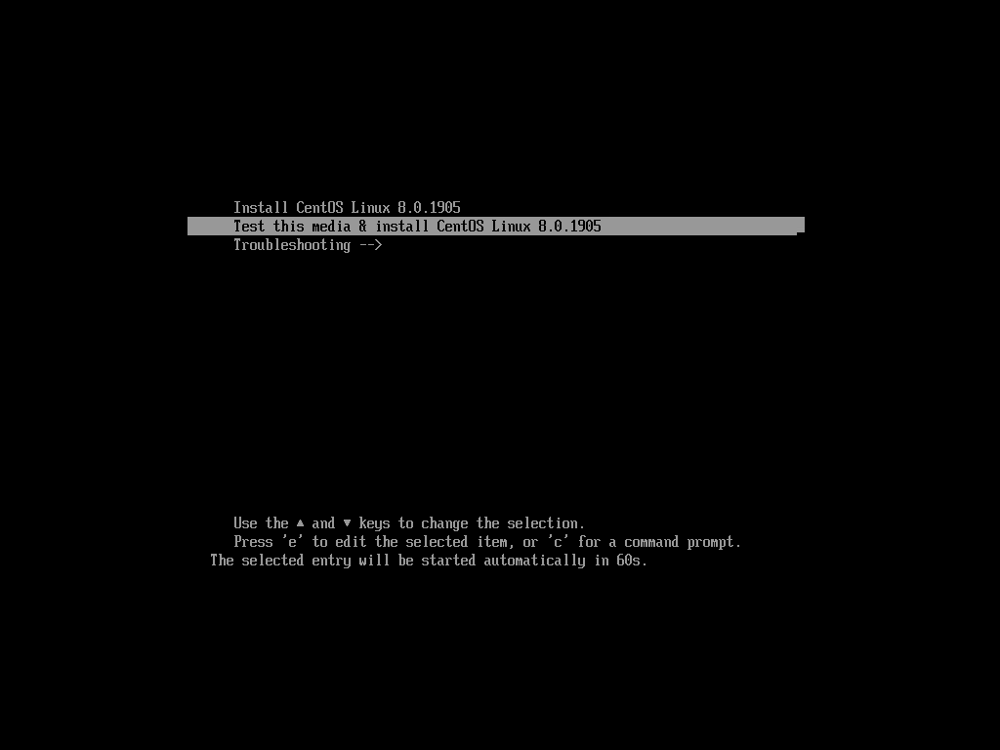 Install CentOS Linux 8.0.1905
Test this media & install CentOS Linux 8.0.1905
Troubleshooting -->
Use the ▲ and ▼ keys to change the selection.
Press 'e' to edit the selected item, or 'c' for a command prompt.
The selected entry will be started automatically in 60s.